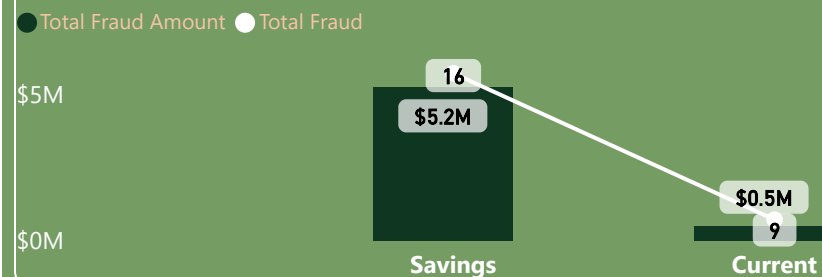 Total Fraud Amount Total Fraud
16
$5M
$5.2M
$0.5M
9
$0M
Savings Current